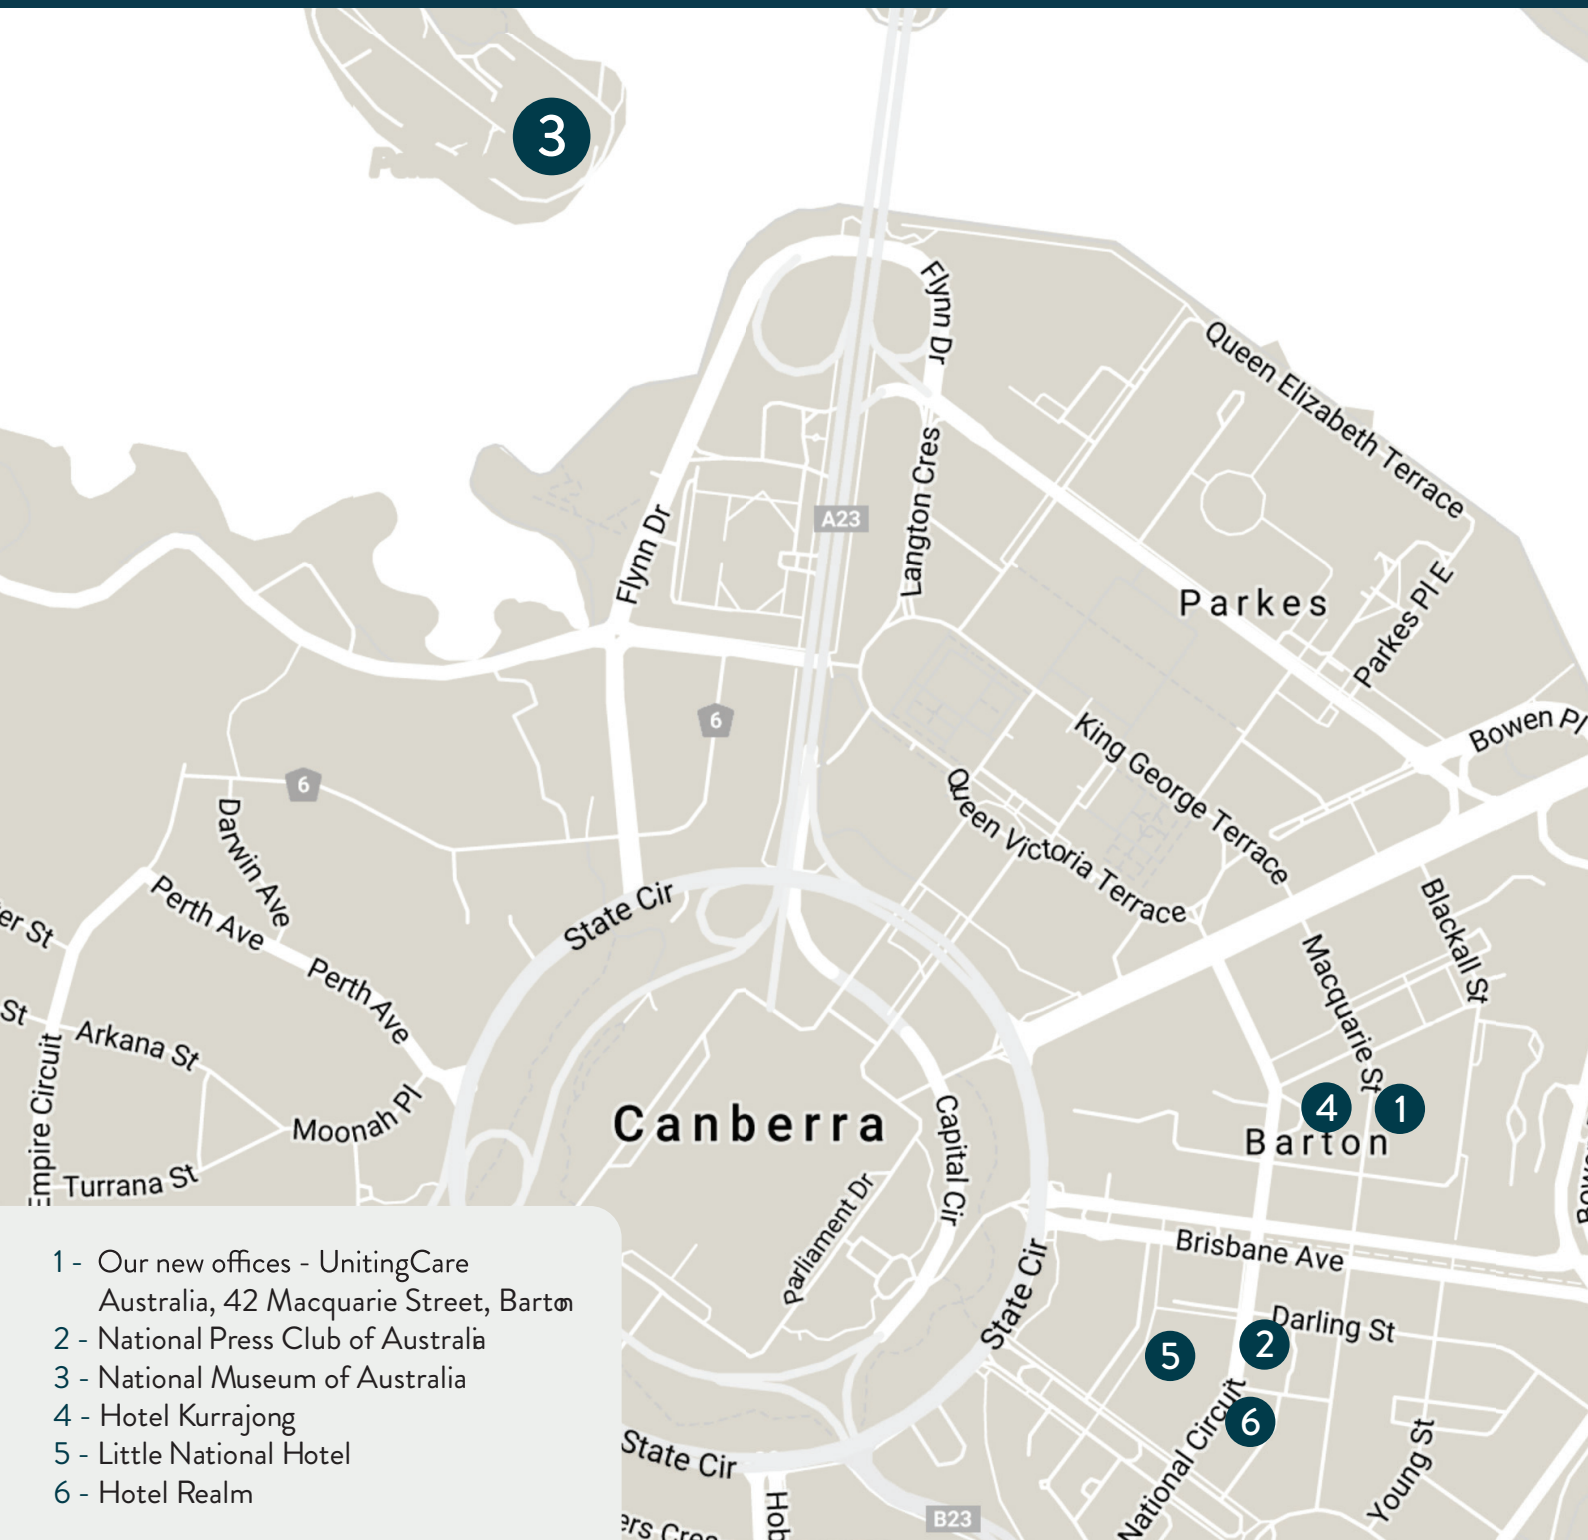 3
Flynn Dr
Queen Elizabeth Terrace
Langton Cres
Flynn Dr
A23
Parkes
Parkes Pl E
6
King George Terrace
Bowen Pl
6
Queen Victoria Terrace
Darwin Ave
Perth Ave
State Cir
Blackall St
er St
Perth Ave
Macquarie St
St
Arkana St
Empire Circuit
Moonah Pl
Canberra
Capital Cir
4
1
Barton
Turrana St
Parliament Dr
Brisbane Ave
State Cir
Darling St
5
2
6
National Circuit
Young St
State Cir
B23
1 - Our new offices - UnitingCare
Australia, 42 Macquarie Street, Barton
2 - National Press Club of Australia
3 - National Museum of Australia
4 - Hotel Kurrajong
5 - Little National Hotel
6 - Hotel Realm